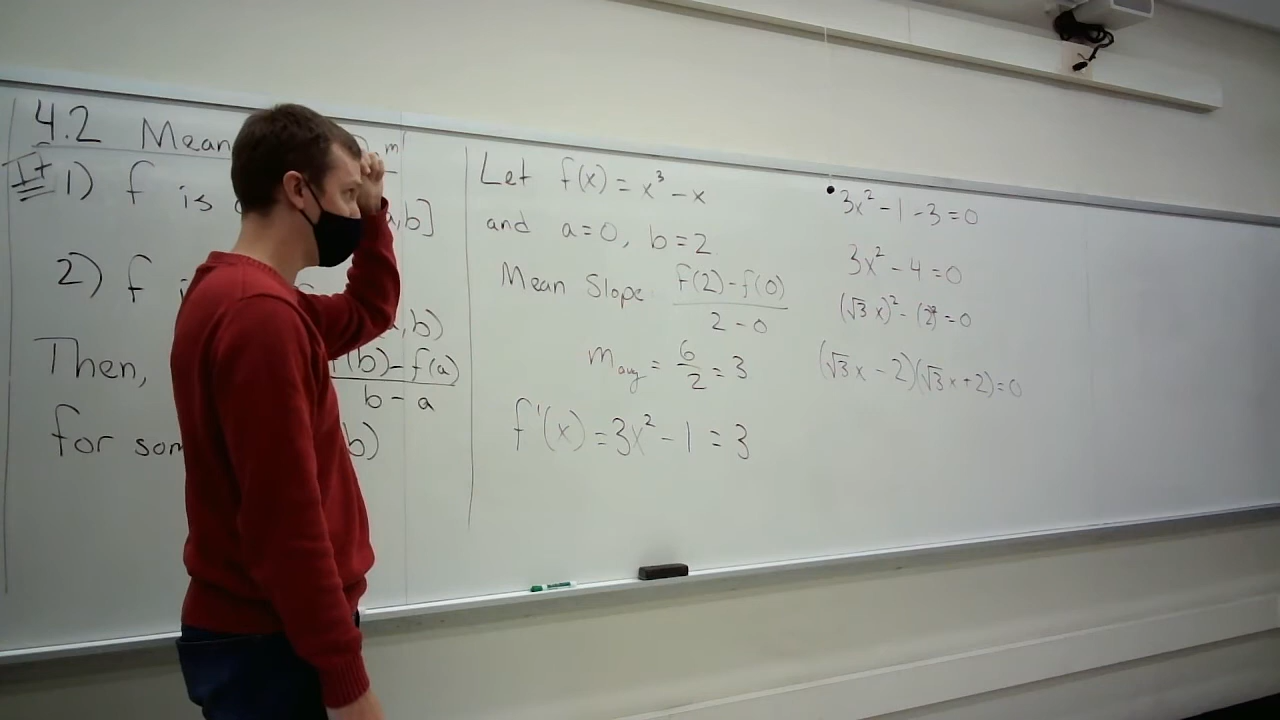 4.2 Mean m
If 1) f is a,b]
2) f
,b)
Then, f(b)-f(a)
b - a
for som b)
Let f(x) = x³ - x
and a=0, b=2
Mean Slope f(2)-f(0)
2 - 0
m avg = 6/2 = 3
f'(x) = 3x² - 1 = 3
3x² - 1 - 3 = 0
3x² - 4 = 0
(√3 x)² - (2)² = 0
(√3 x - 2)(√3 x + 2) = 0